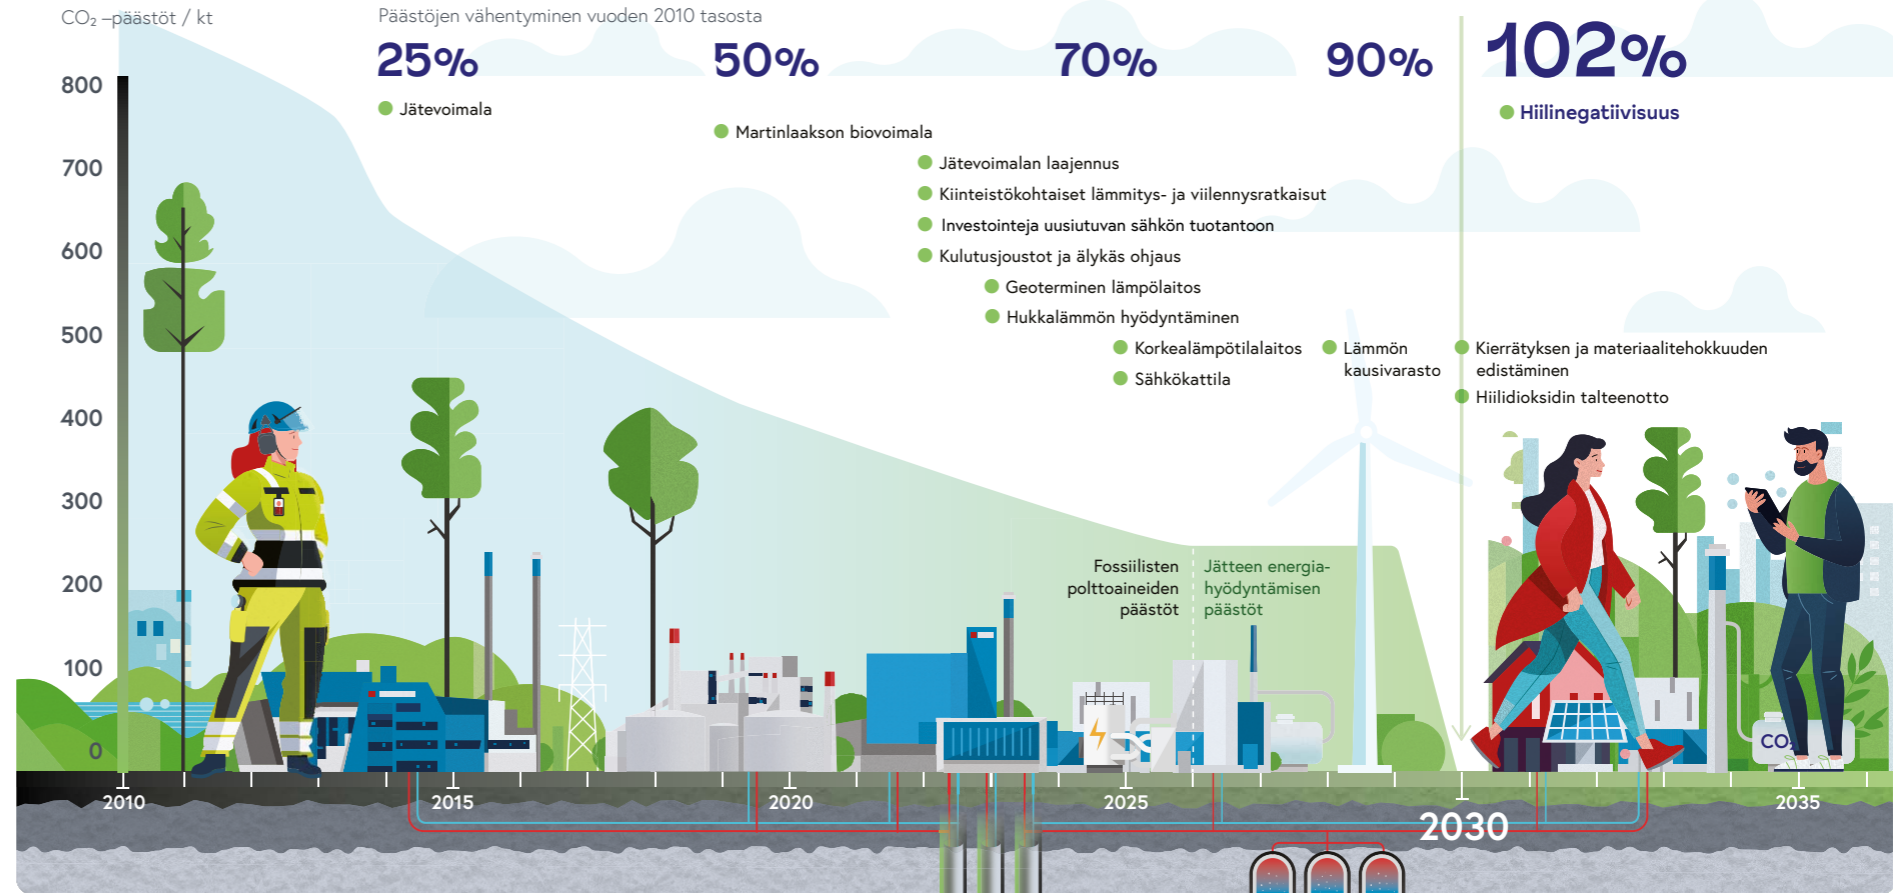 CO₂ –päästöt / kt
Päästöjen vähentyminen vuoden 2010 tasosta
25%
50%
70%
90%
102%
Jätevoimala
Martinlaakson biovoimala
Hiilinegatiivisuus
Jätevoimalan laajennus
Kiinteistökohtaiset lämmitys- ja viilennysratkaisut
Investointeja uusiutuvan sähkön tuotantoon
Kulutusjoustot ja älykäs ohjaus
Geoterminen lämpölaitos
Hukkalämmön hyödyntäminen
Korkealämpötilalaitos
Sähkökattila
Lämmön
kausivarasto
Kierrätyksen ja materiaalitehokkuuden
edistäminen
Hiilidioksidin talteenotto
800
700
600
500
400
300
200
100
0
Fossiilisten
polttoaineiden
päästöt
Jätteen energia-
hyödyntämisen
päästöt
CO₂
2010
2015
2020
2025
2030
2035